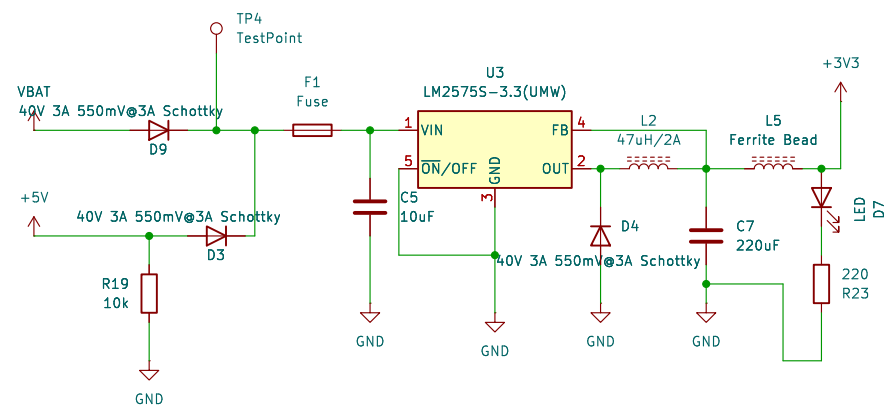 TP4
TestPoint
VBAT
40V 3A 550mV@3A Schottky
D9
F1
Fuse
U3
LM2575S-3.3(UMW)
1
VIN
5
ON/OFF
GND
3
FB
4
OUT
2
L2
47uH/2A
L5
Ferrite Bead
+3V3
+5V
40V 3A 550mV@3A Schottky
D3
R19
10k
GND
C5
10uF
GND
GND
D4
40V 3A 550mV@3A Schottky
GND
C7
220uF
GND
LED
D7
220
R23